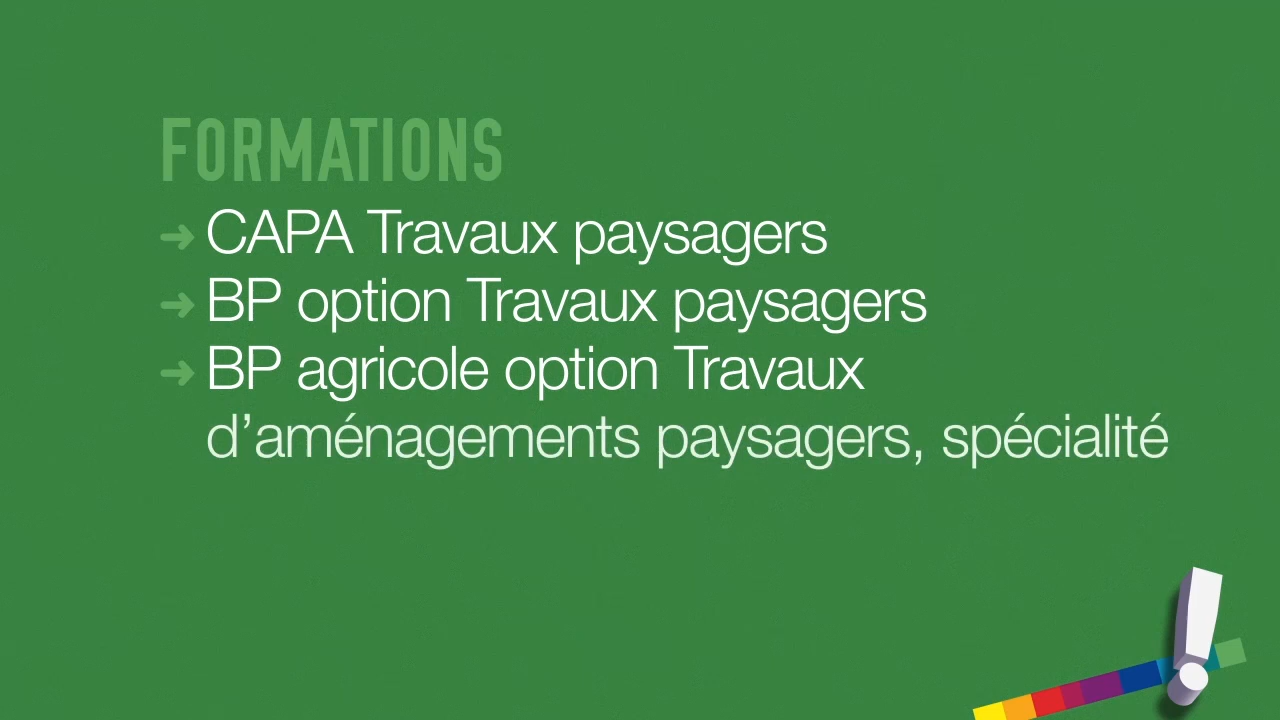 FORMATIONS
➜ CAPA Travaux paysagers
➜ BP option Travaux paysagers
➜ BP agricole option Travaux
d’aménagements paysagers, spécialité
!